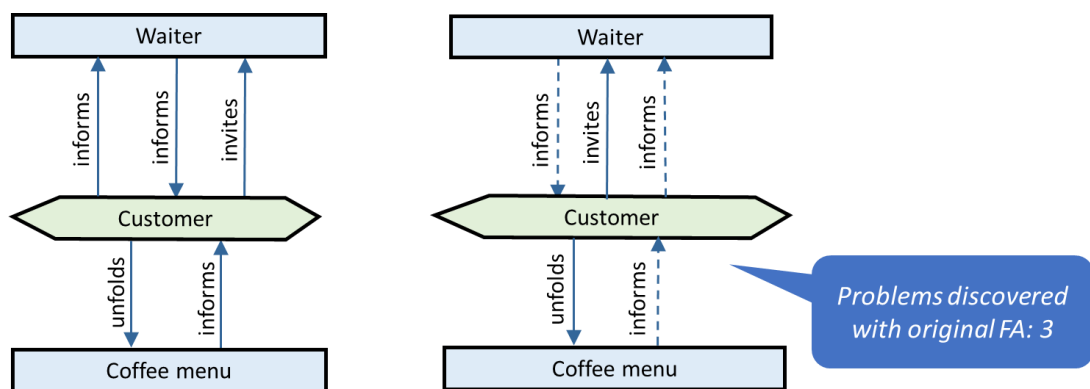 Waiter
informs
informs
invites
Customer
unfolds
informs
Coffee menu
Waiter
informs
invites
informs
Customer
unfolds
informs
Coffee menu
Problems discovered
with original FA: 3